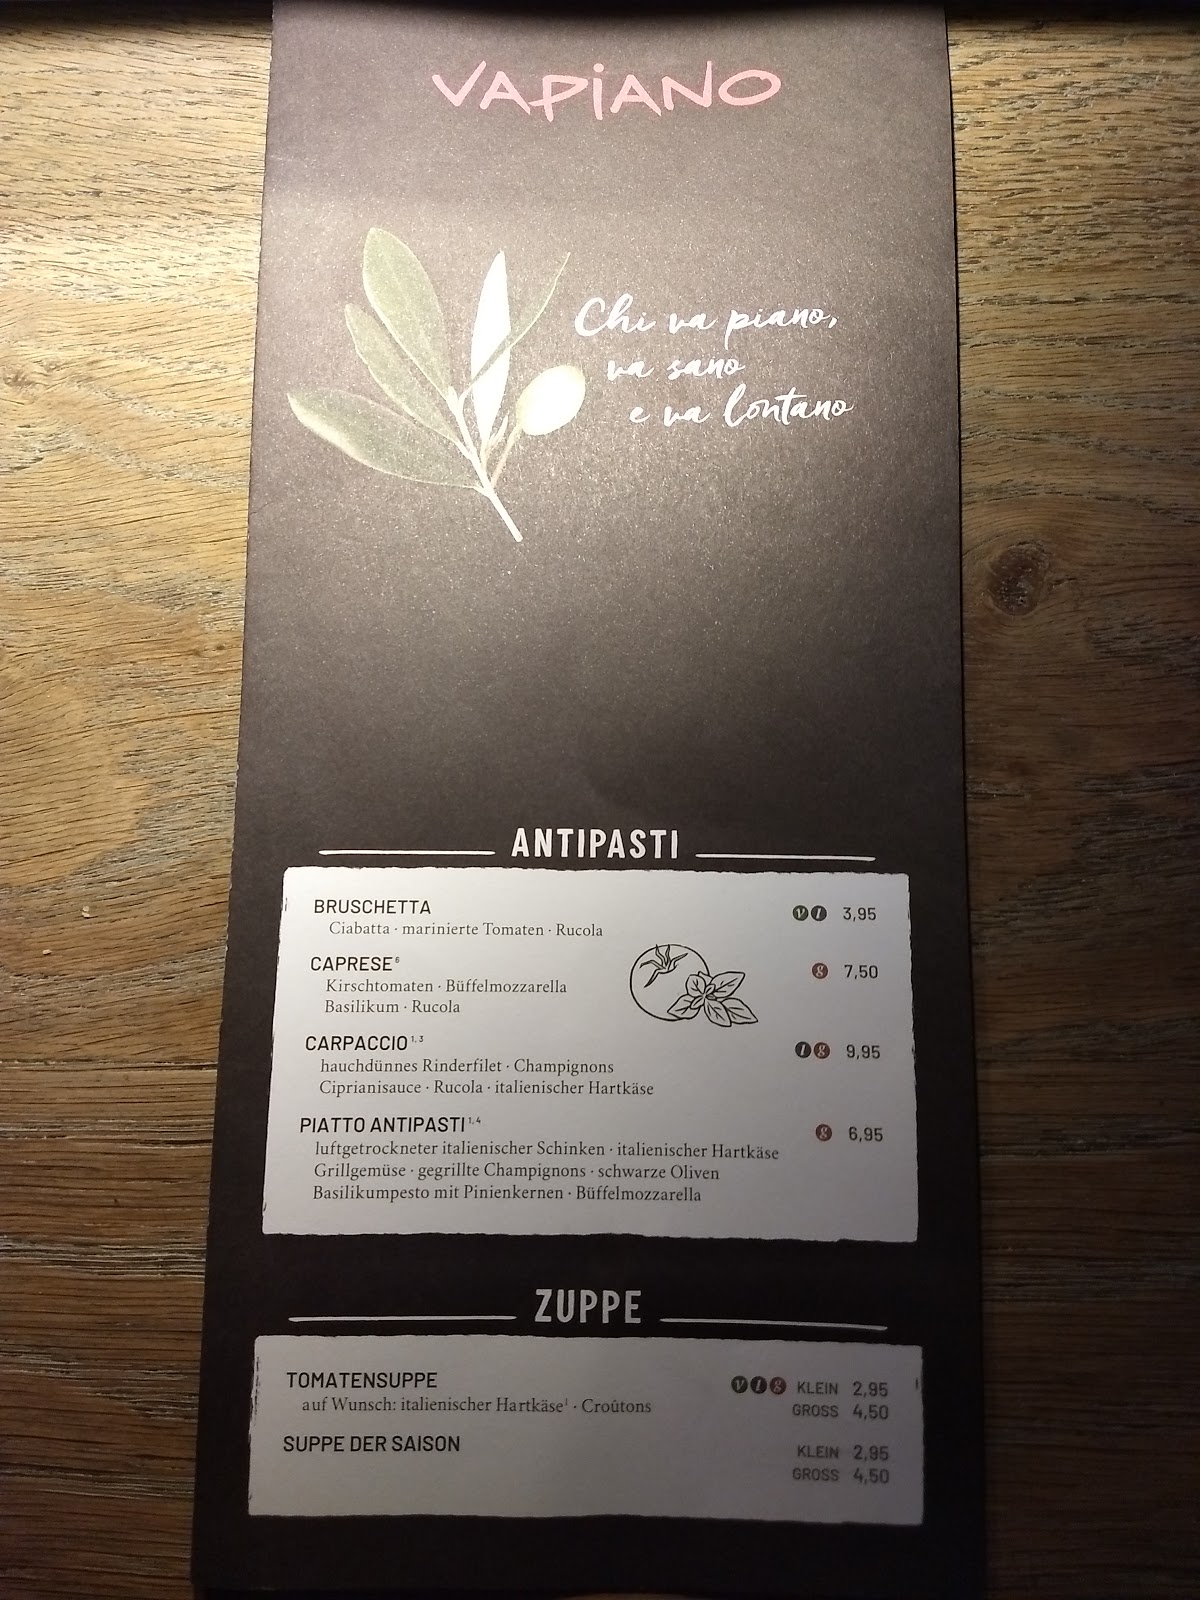 VAPIANO
Chi va piano,
va sano
e va lontano
ANTIPASTI
BRUSCHETTA v l 3,95
Ciabatta · marinierte Tomaten · Rucola
CAPRESE⁶ g 7,50
Kirschtomaten · Büffelmozzarella
Basilikum · Rucola
CARPACCIO¹,³ l g 9,95
hauchdünnes Rinderfilet · Champignons
Ciprianisauce · Rucola · italienischer Hartkäse
PIATTO ANTIPASTI¹,⁴ g 6,95
luftgetrockneter italienischer Schinken · italienischer Hartkäse
Grillgemüse · gegrillte Champignons · schwarze Oliven
Basilikumpesto mit Pinienkernen · Büffelmozzarella
ZUPPE
TOMATENSUPPE v l g KLEIN 2,95
auf Wunsch: italienischer Hartkäse¹ · Croûtons GROSS 4,50
SUPPE DER SAISON KLEIN 2,95
GROSS 4,50